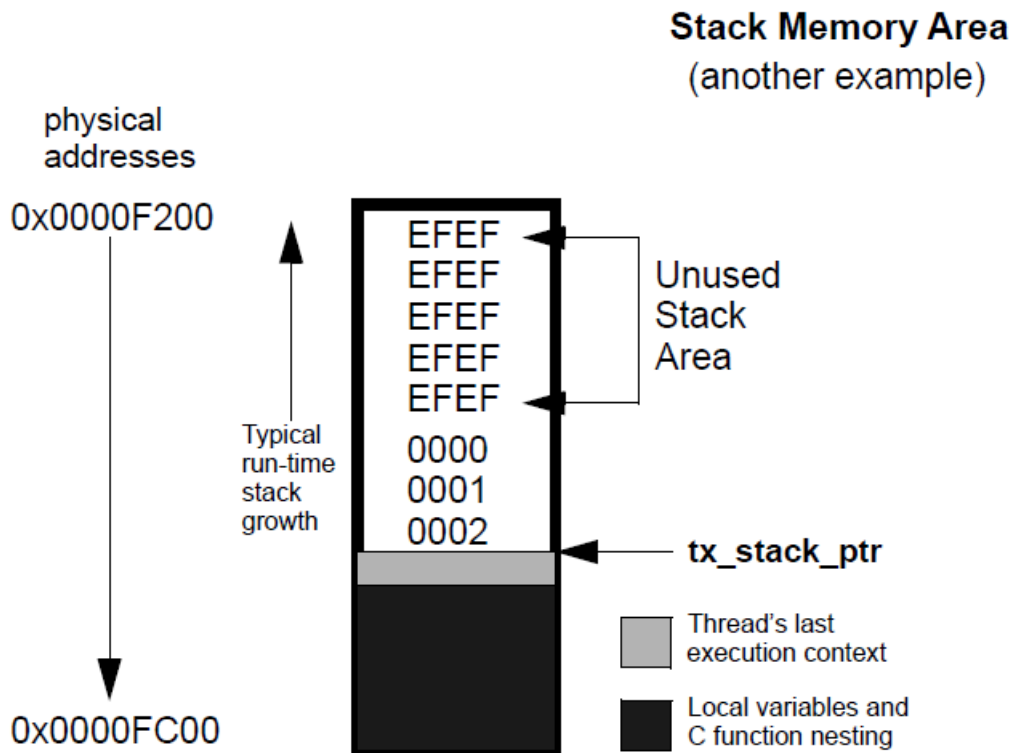 Stack Memory Area
(another example)
physical
addresses
0x0000F200
EFEF
EFEF
EFEF
EFEF
EFEF
Unused
Stack
Area
Typical
run-time
stack
growth
0000
0001
0002
tx_stack_ptr
Thread's last
execution context
0x0000FC00
Local variables and
C function nesting